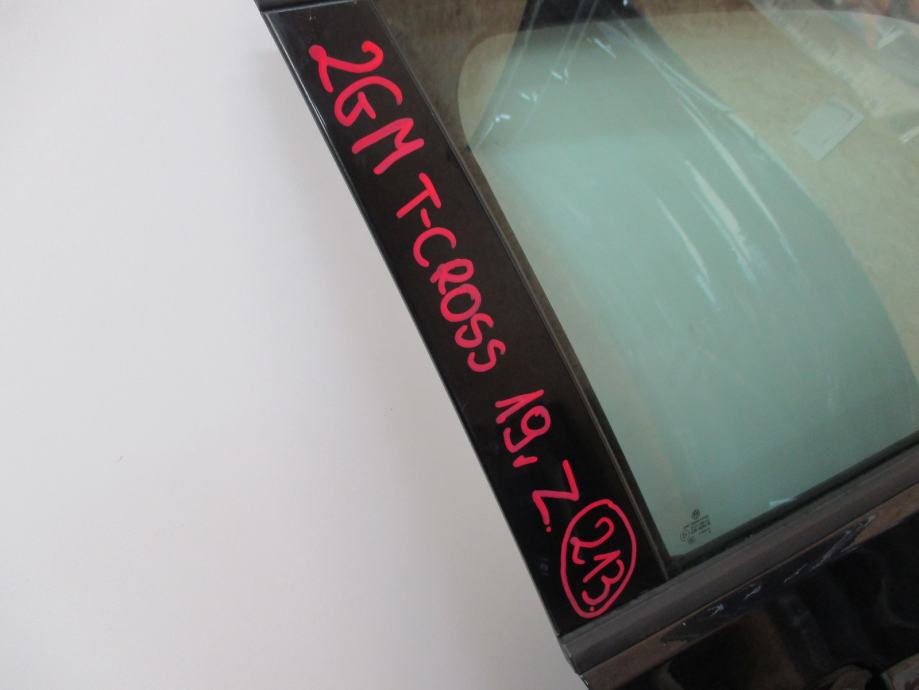 2GM T-CROSS 19, Z. 213.